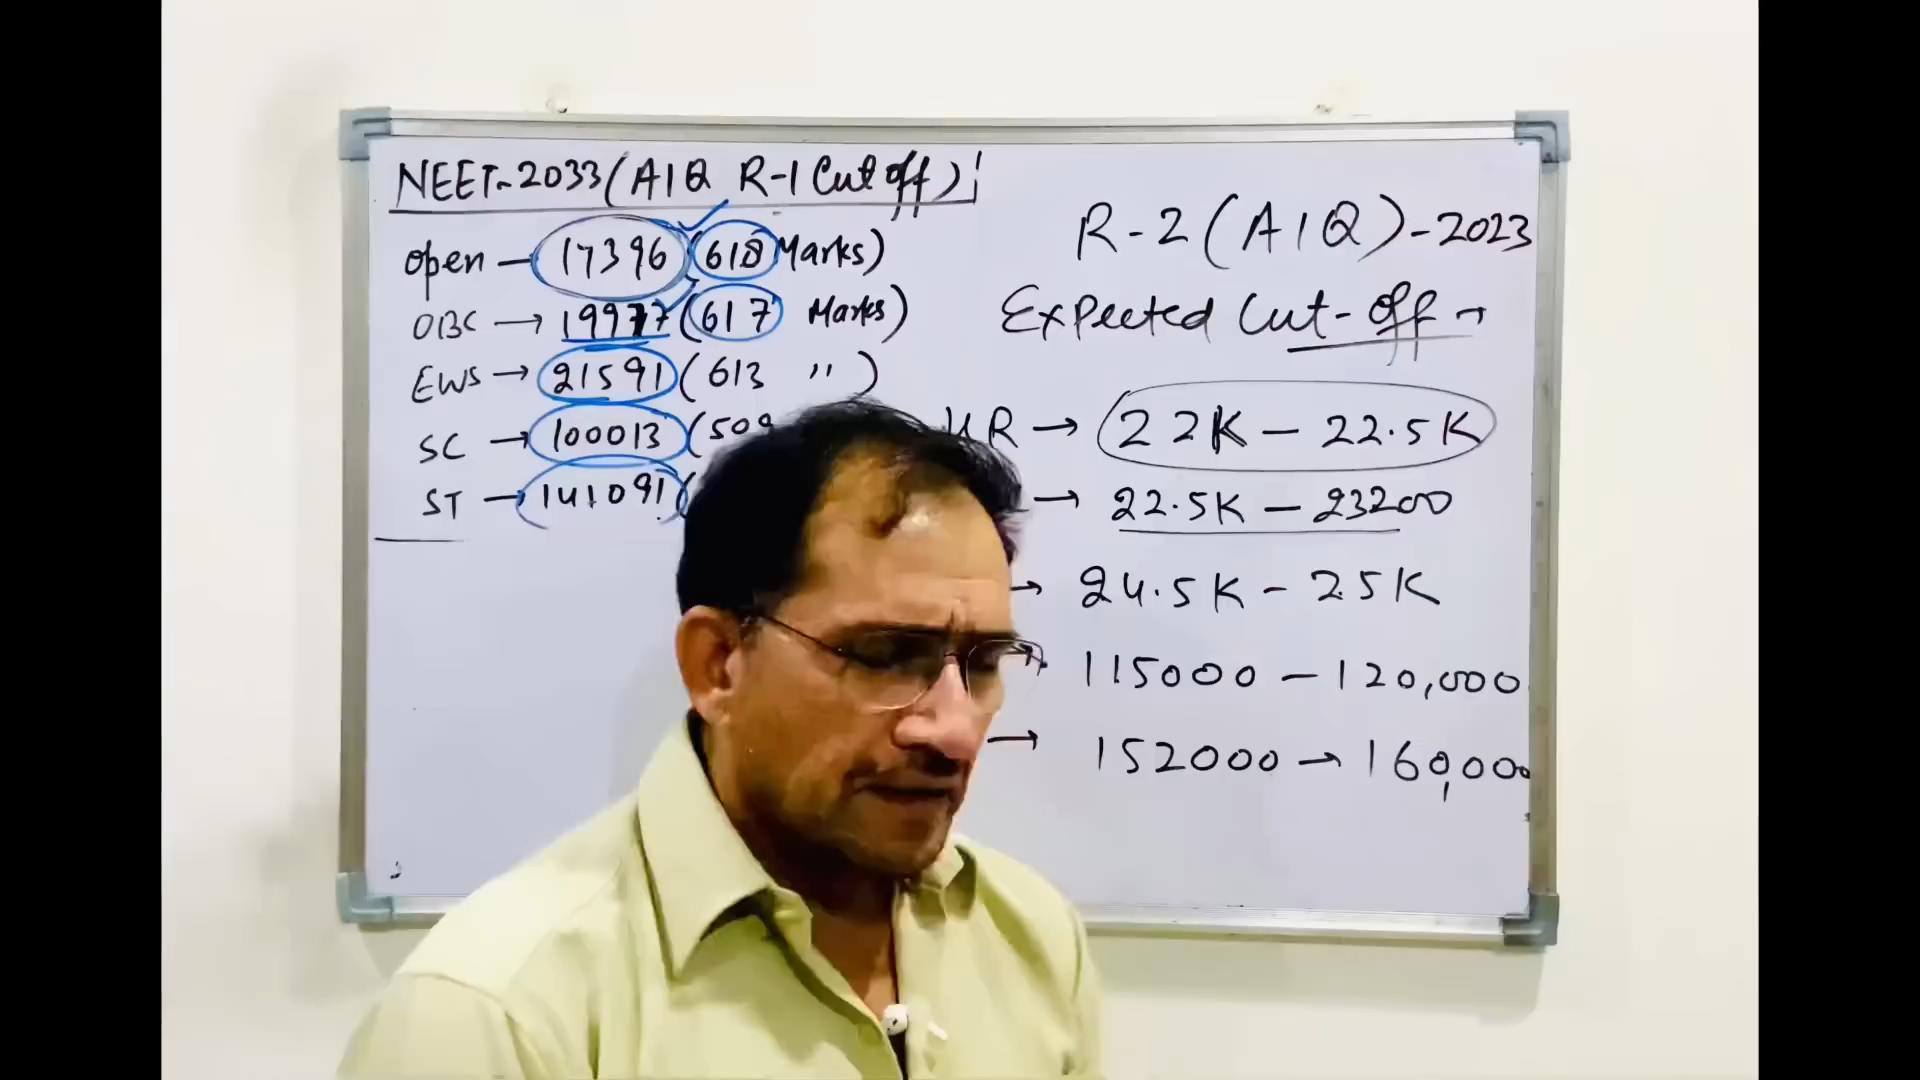 NEET-2033 (AIQ R-1 Cut off)
open — 17396 (618 Marks)
OBC → 19977 (617 Marks)
EWS → 21591 (613 ")
SC → 100013 (509
ST → 141091 (
R-2 (AIQ) - 2023
Expected Cut-off →
UR → 22K — 22.5K
→ 22.5K — 23200
→ 24.5K - 25K
→ 115000 — 120,000
→ 152000 → 160,000